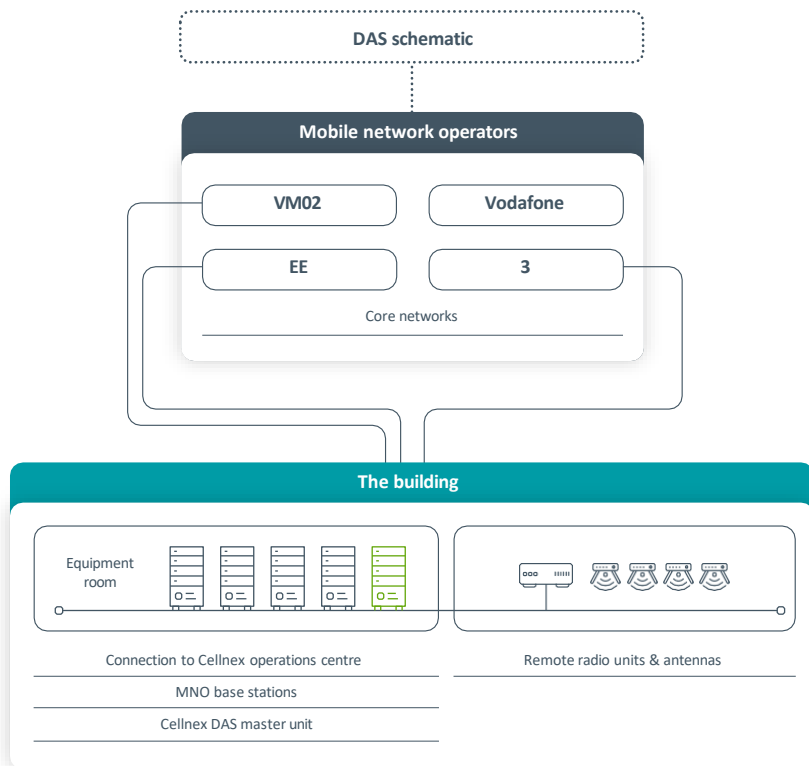 DAS schematic
Mobile network operators
VM02
Vodafone
EE
3
Core networks
The building
Equipment
room
Connection to Cellnex operations centre
MNO base stations
Cellnex DAS master unit
Remote radio units & antennas